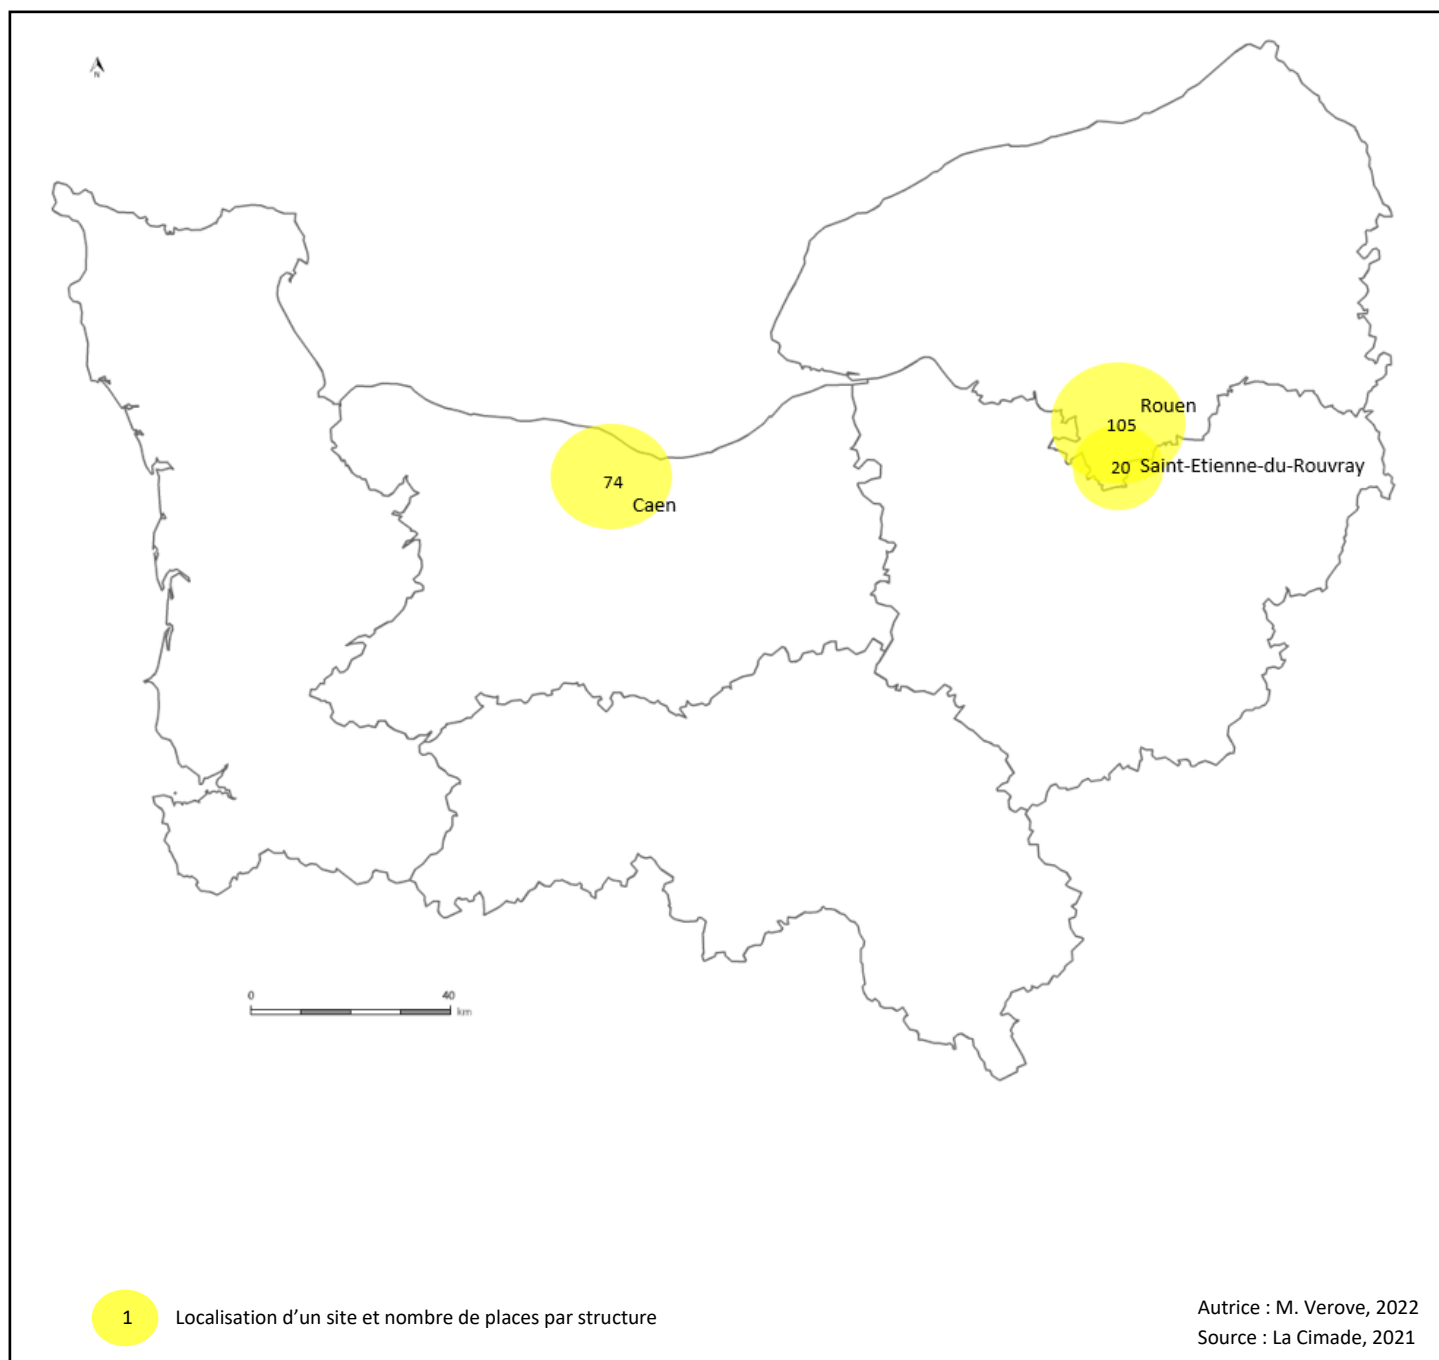 N
Rouen
105
20 Saint-Etienne-du-Rouvray
74
Caen
0 40
km
1 Localisation d’un site et nombre de places par structure
Autrice : M. Verove, 2022
Source : La Cimade, 2021